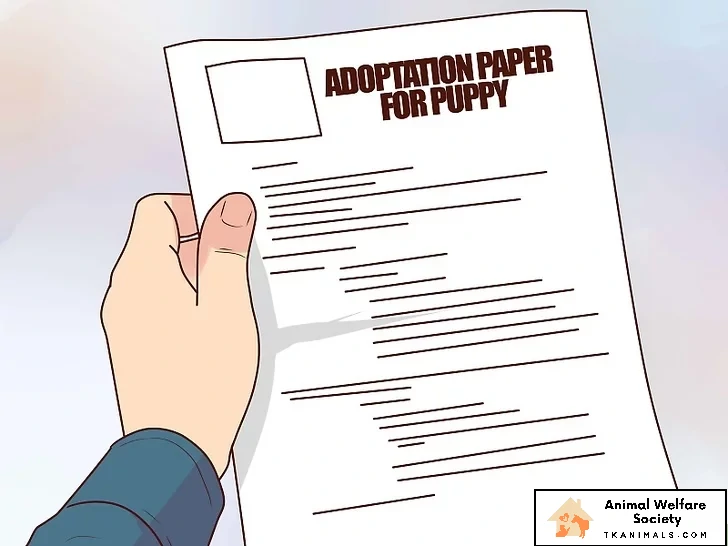 ADOPTATION PAPER
FOR PUPPY
Animal Welfare
Society
TKANIMALS.COM